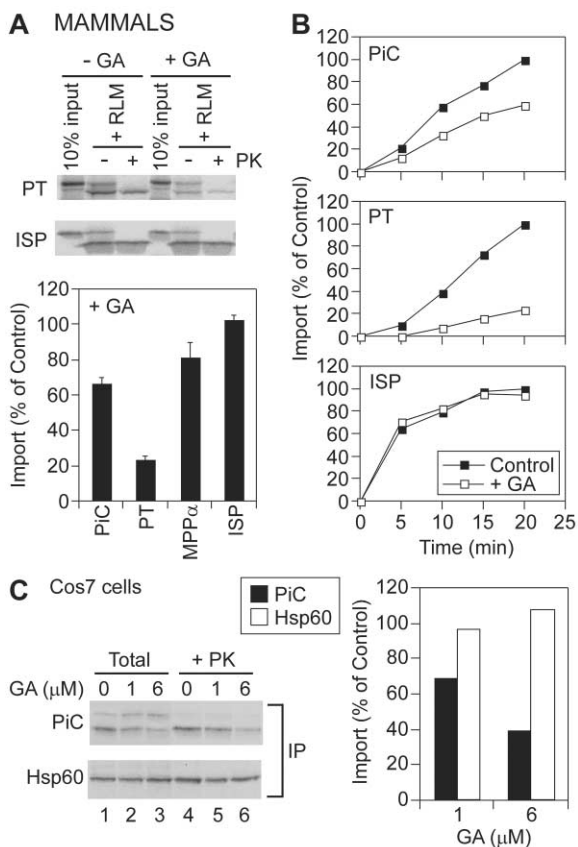 A MAMMALS
- GA + GA
10% input
+ RLM
10% input
+ RLM
- + - + PK
PT
ISP
Import (% of Control)
100
80
60
40
20
0
+ GA
PiC
PT
MPPα
ISP
B
Import (% of Control)
120
100
80
60
40
20
0
PiC
120
100
80
60
40
20
0
PT
120
100
80
60
40
20
0
ISP
Control
+ GA
0 5 10 15 20 25
Time (min)
C Cos7 cells
PiC
Hsp60
Total + PK
GA (μM) 0 1 6 0 1 6
PiC
Hsp60
IP
1 2 3 4 5 6
Import (% of Control)
120
100
80
60
40
20
0
1 6
GA (μM)